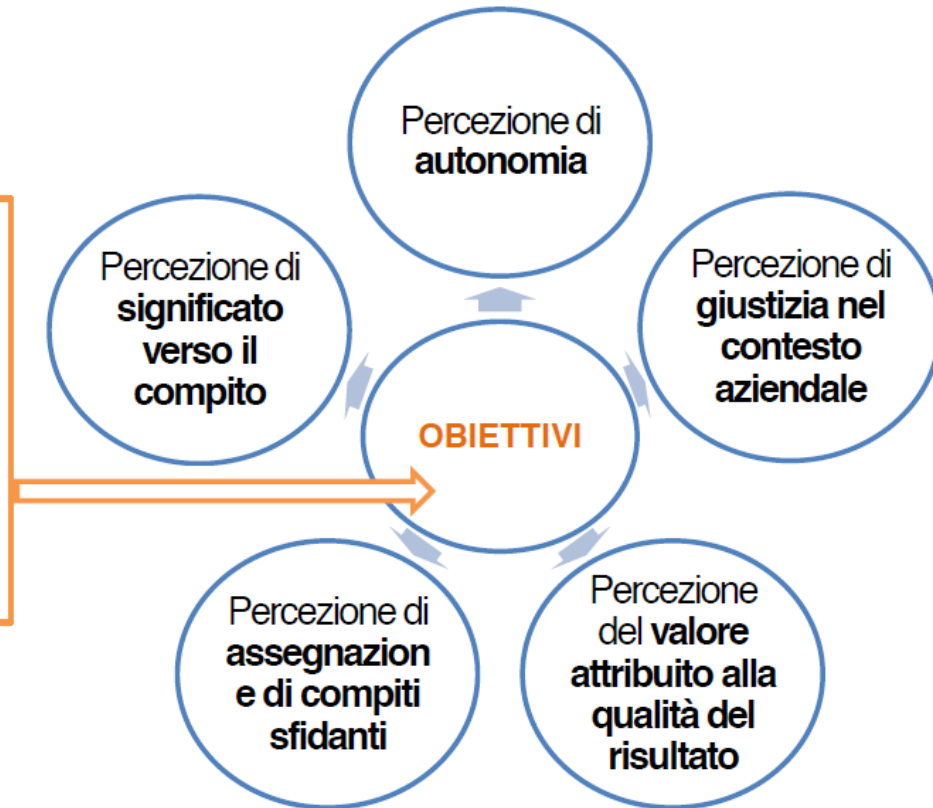 Percezione di
autonomia
Percezione di
significato
verso il
compito
Percezione di
giustizia nel
contesto
aziendale
OBIETTIVI
Percezione di
assegnazion
e di compiti
sfidanti
Percezione
del valore
attribuito alla
qualità del
risultato